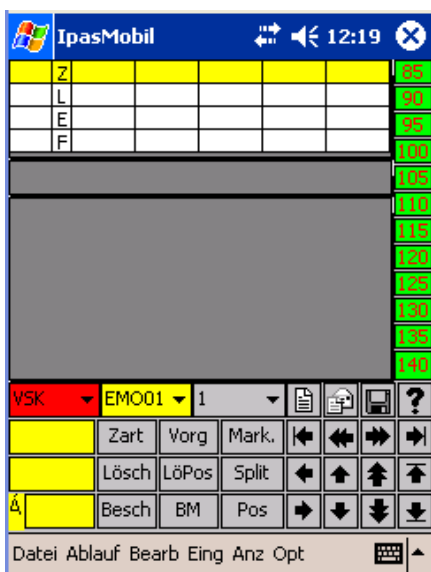 IpasMobil 12:19
Z 85
L 90
E 95
F 100
105
110
115
120
125
130
135
140
VSK EMO01 1 ?
Zart Vorg Mark.
Lösch LöPos Split
Á Besch BM Pos
Datei Ablauf Bearb Eing Anz Opt